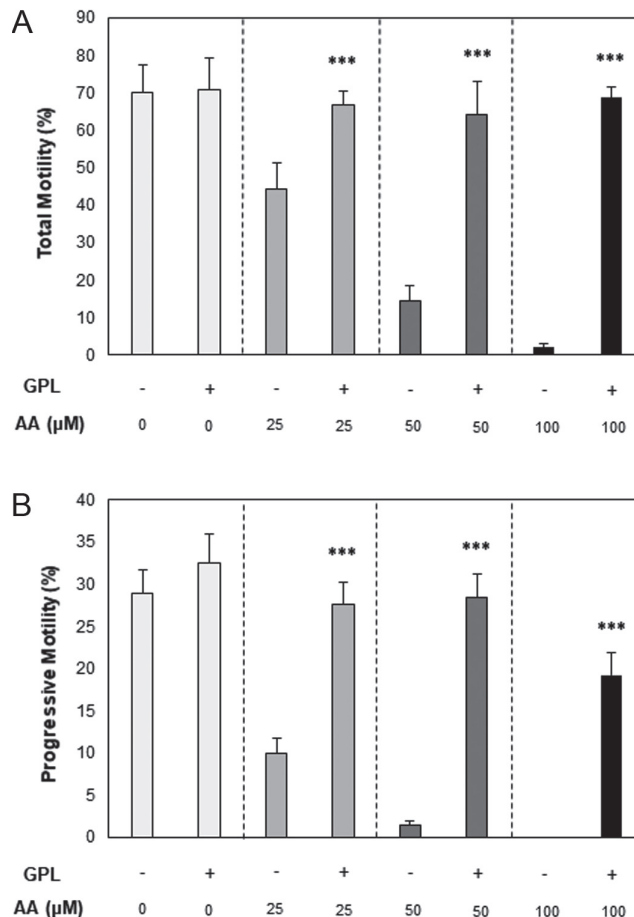 A
90
80
70
60
50
40
30
20
10
0
Total Motility (%)
*** *** ***
GPL - + - + - + - +
AA (µM) 0 0 25 25 50 50 100 100
B
40
35
30
25
20
15
10
5
0
Progressive Motility (%)
*** *** ***
GPL - + - + - + - +
AA (µM) 0 0 25 25 50 50 100 100